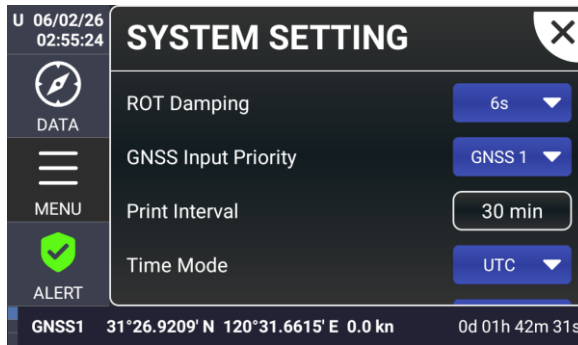 U 06/02/26
02:55:24
SYSTEM SETTING
DATA
MENU
ALERT
ROT Damping 6s
GNSS Input Priority GNSS 1
Print Interval 30 min
Time Mode UTC
GNSS1 31°26.9209' N 120°31.6615' E 0.0 kn 0d 01h 42m 31s